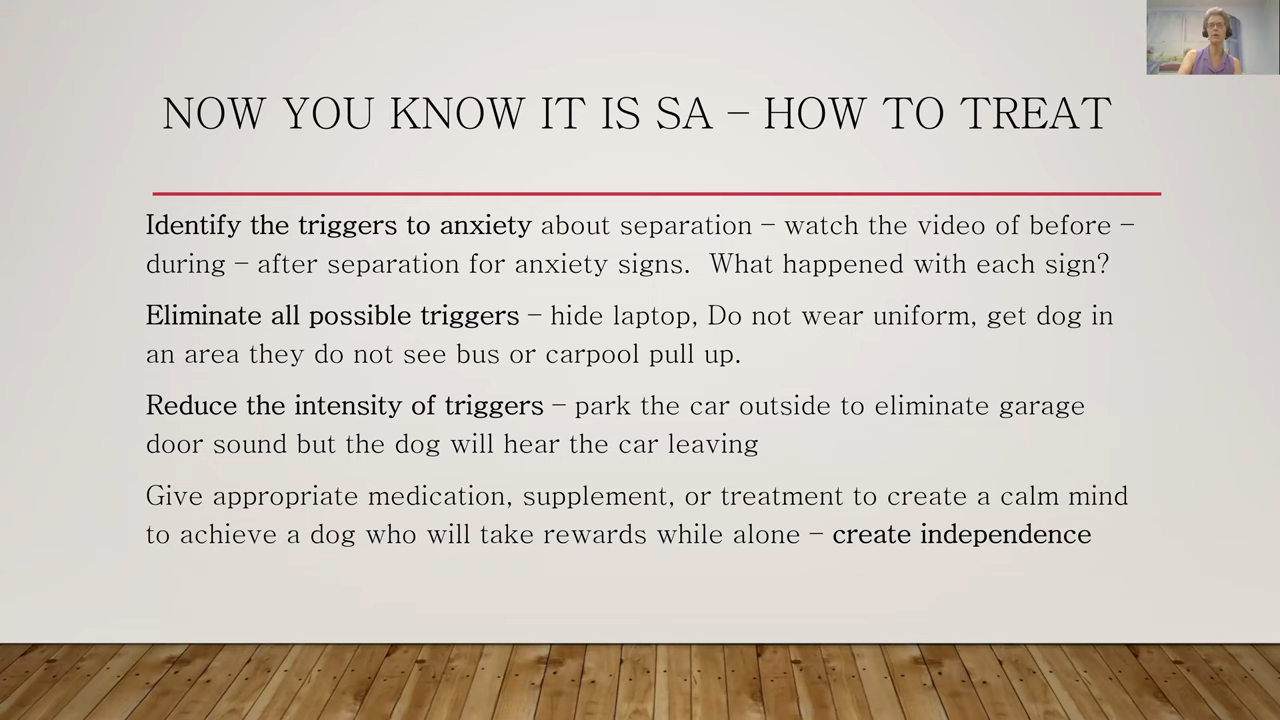 NOW YOU KNOW IT IS SA – HOW TO TREAT
Identify the triggers to anxiety about separation – watch the video of before –
during – after separation for anxiety signs.  What happened with each sign?
Eliminate all possible triggers – hide laptop, Do not wear uniform, get dog in
an area they do not see bus or carpool pull up.
Reduce the intensity of triggers – park the car outside to eliminate garage
door sound but the dog will hear the car leaving
Give appropriate medication, supplement, or treatment to create a calm mind
to achieve a dog who will take rewards while alone – create independence